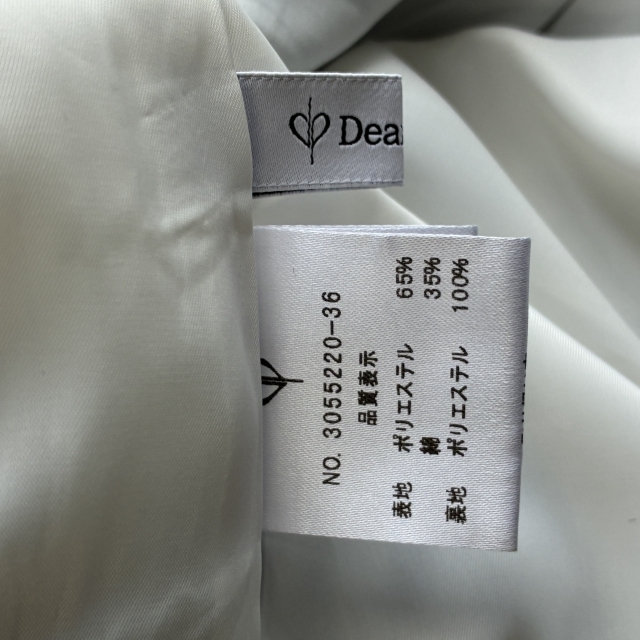 Dea
NO. 3055220-36
品質表示
表地 ポリエステル 65%
綿 35%
裏地 ポリエステル 100%